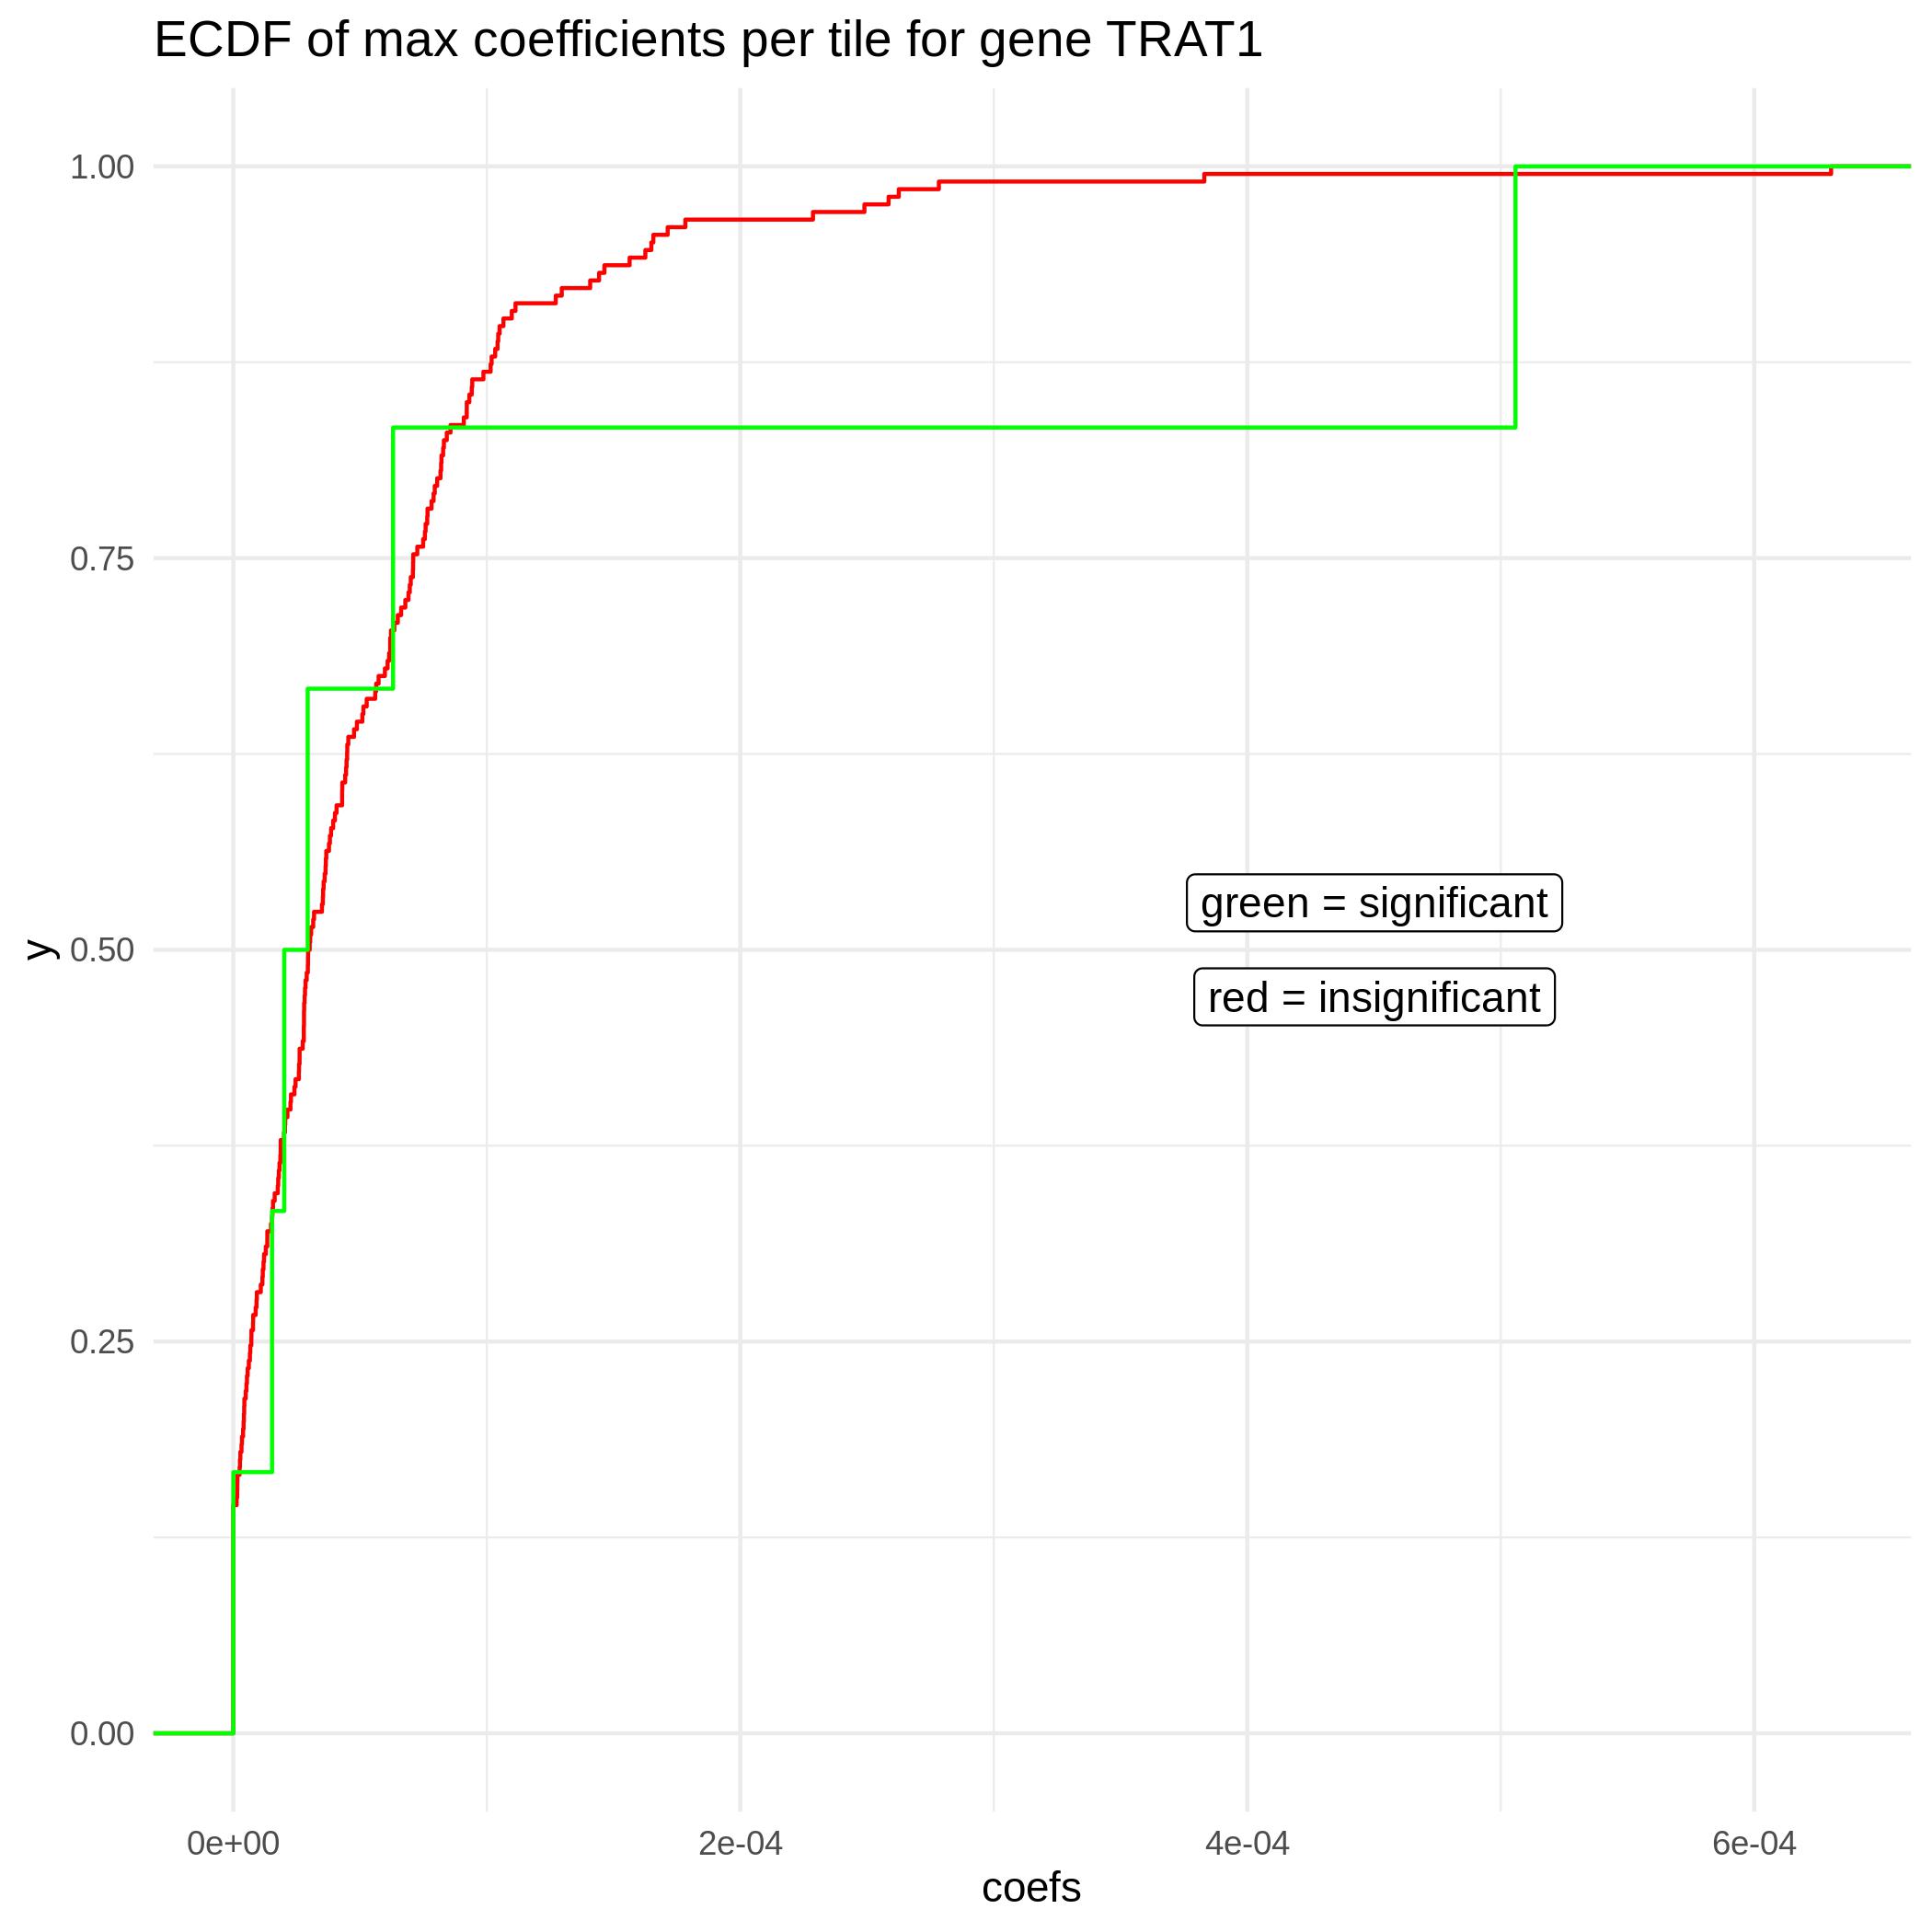 ECDF of max coefficients per tile for gene TRAT1
1.00
0.75
0.50
0.25
0.00
y
green = significant
red = insignificant
0e+00
2e-04
4e-04
6e-04
coefs